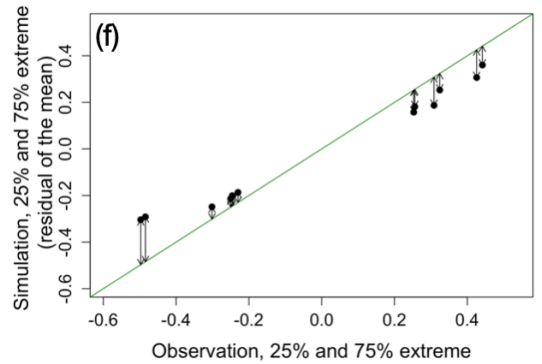 (f)
Simulation, 25% and 75% extreme
(residual of the mean)
0.4
0.2
0.0
-0.2
-0.4
-0.6
-0.6 -0.4 -0.2 0.0 0.2 0.4
Observation, 25% and 75% extreme